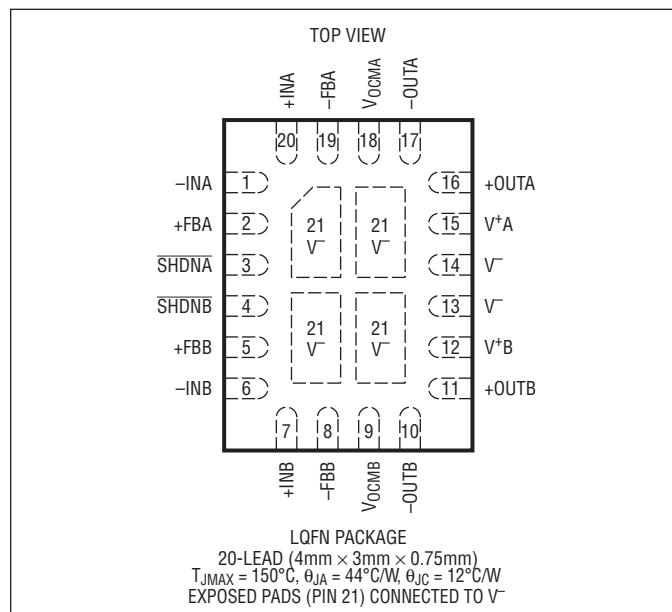 TOP VIEW
+INA
–FBA
VOCMA
–OUTA
20
19
18
17
–INA 1
16 +OUTA
+FBA 2
15 V+A
SHDNA 3
14 V–
SHDNB 4
13 V–
+FBB 5
12 V+B
–INB 6
11 +OUTB
21
V–
21
V–
21
V–
21
V–
7
8
9
10
+INB
–FBB
VOCMB
–OUTB
LQFN PACKAGE
20-LEAD (4mm × 3mm × 0.75mm)
TJMAX = 150°C, θJA = 44°C/W, θJC = 12°C/W
EXPOSED PADS (PIN 21) CONNECTED TO V–